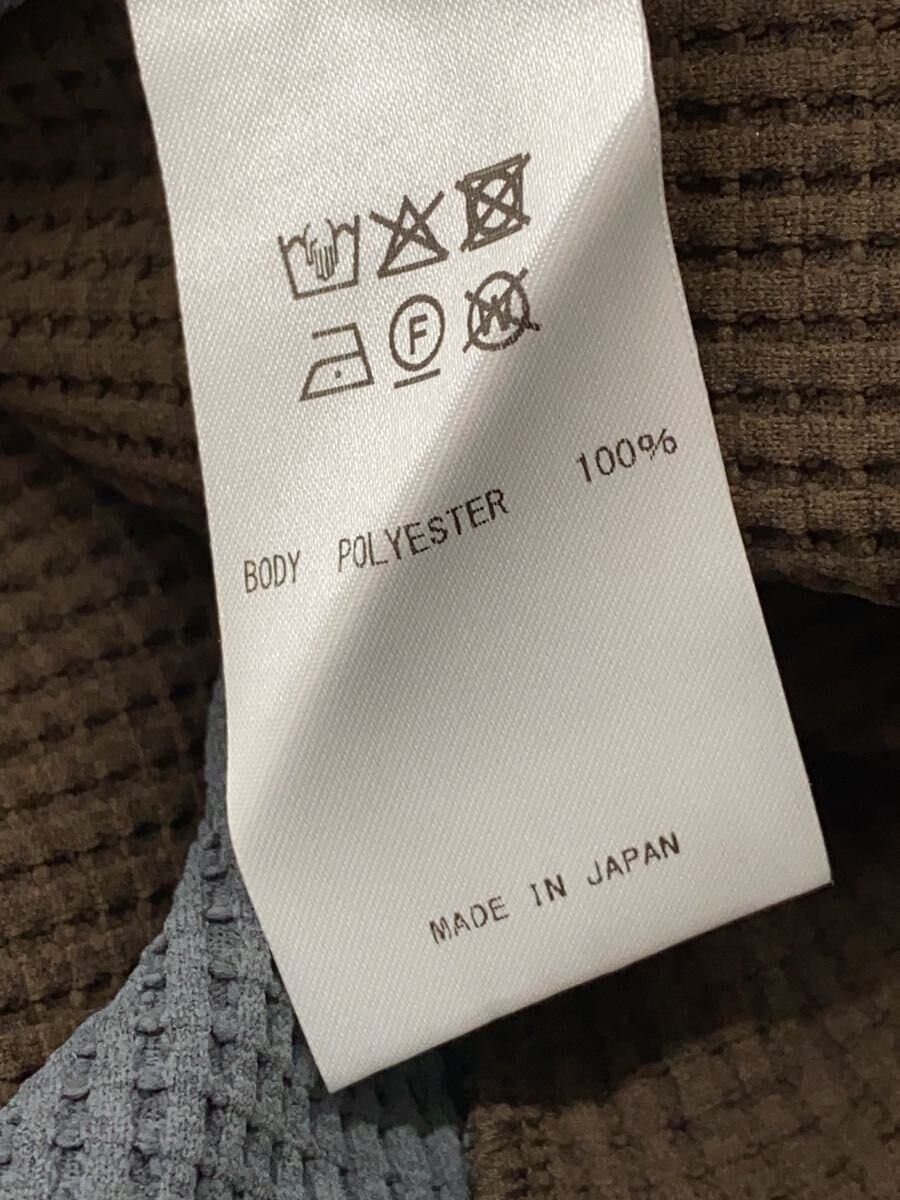 F
W
BODY POLYESTER 100%
MADE IN JAPAN